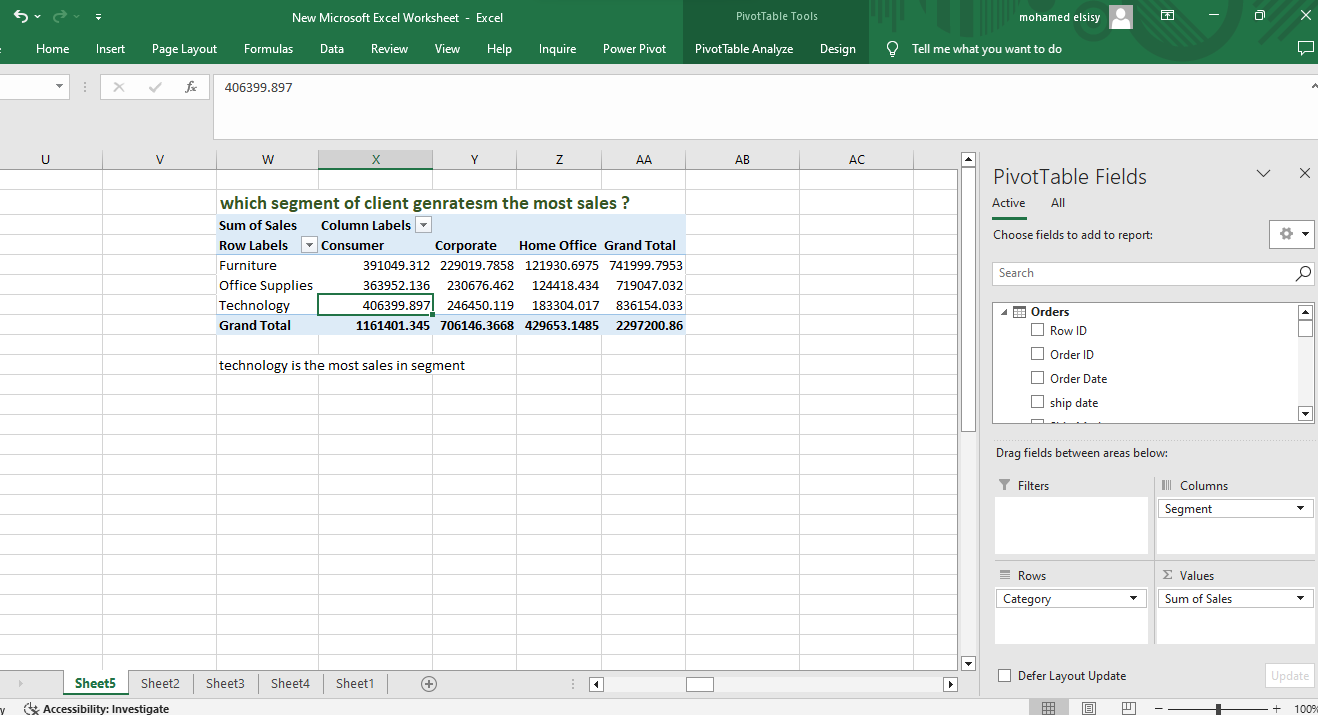 New Microsoft Excel Worksheet - Excel
PivotTable Tools
mohamed elsisy
Home Insert Page Layout Formulas Data Review View Help Inquire Power Pivot PivotTable Analyze Design Tell me what you want to do
fx 406399.897
U V W X Y Z AA AB AC
which segment of client genratesm the most sales ?
Sum of Sales Column Labels
Row Labels Consumer Corporate Home Office Grand Total
Furniture 391049.312 229019.7858 121930.6975 741999.7953
Office Supplies 363952.136 230676.462 124418.434 719047.032
Technology 406399.897 246450.119 183304.017 836154.033
Grand Total 1161401.345 706146.3668 429653.1485 2297200.86
technology is the most sales in segment
PivotTable Fields
Active All
Choose fields to add to report:
Search
Orders
Row ID
Order ID
Order Date
ship date
Drag fields between areas below:
Filters
Columns
Segment
Rows
Category
Σ Values
Sum of Sales
Defer Layout Update
Update
Sheet5 Sheet2 Sheet3 Sheet4 Sheet1
Accessibility: Investigate
100%